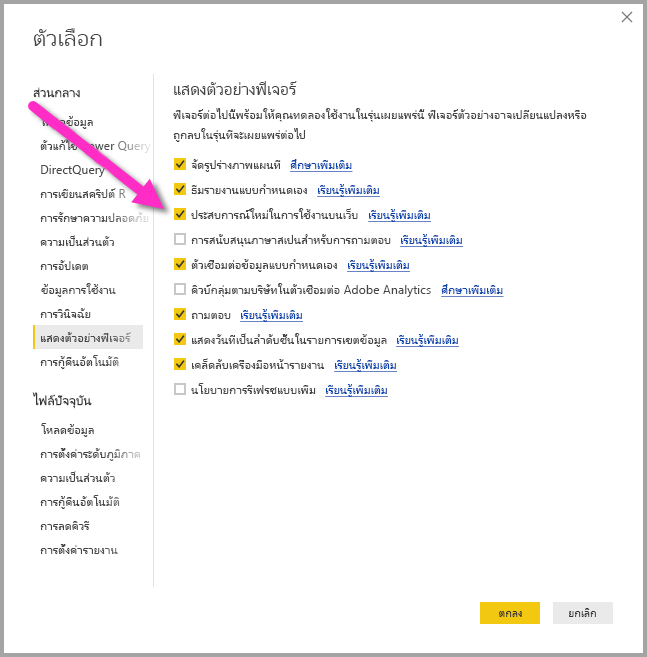 ตัวเลือก
ส่วนกลาง
โหลดข้อมูล
ตัวแก้ไข Power Query
DirectQuery
การเขียนสคริปต์ R
การรักษาความปลอดภัย
ความเป็นส่วนตัว
การอัปเดต
ข้อมูลการใช้งาน
การวินิจฉัย
แสดงตัวอย่างฟีเจอร์
การกู้คืนอัตโนมัติ
ไฟล์ปัจจุบัน
โหลดข้อมูล
การตั้งค่าระดับภูมิภาค
ความเป็นส่วนตัว
การกู้คืนอัตโนมัติ
การลดคิวรี
การตั้งค่ารายงาน
แสดงตัวอย่างฟีเจอร์
ฟีเจอร์ต่อไปนี้พร้อมให้คุณทดลองใช้งานในรุ่นเผยแพร่นี้ ฟีเจอร์ตัวอย่างอาจเปลี่ยนแปลงหรือ
ถูกลบในรุ่นที่จะเผยแพร่ต่อไป
จัดรูปร่างภาพแผนที่ ศึกษาเพิ่มเติม
ธีมรายงานแบบกำหนดเอง เรียนรู้เพิ่มเติม
ประสบการณ์ใหม่ในการใช้งานบนเว็บ เรียนรู้เพิ่มเติม
การสนับสนุนภาษาสเปนสำหรับการถามตอบ เรียนรู้เพิ่มเติม
ตัวเชื่อมต่อข้อมูลแบบกำหนดเอง เรียนรู้เพิ่มเติม
คิวบ์กลุ่มตามบริษัทในตัวเชื่อมต่อ Adobe Analytics ศึกษาเพิ่มเติม
ถามตอบ เรียนรู้เพิ่มเติม
แสดงวันที่เป็นลำดับชั้นในรายการเขตข้อมูล เรียนรู้เพิ่มเติม
เคล็ดลับเครื่องมือหน้ารายงาน เรียนรู้เพิ่มเติม
นโยบายการรีเฟรชแบบเพิ่ม เรียนรู้เพิ่มเติม
ตกลง
ยกเลิก